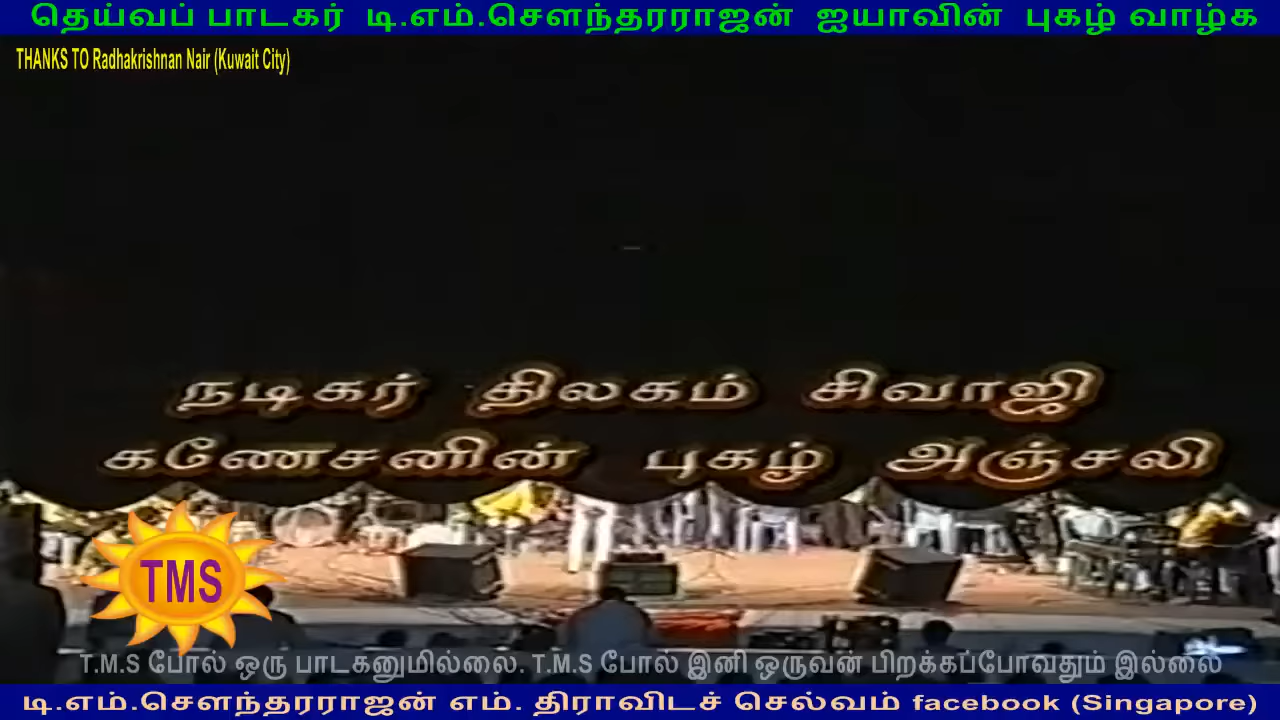 தெய்வப் பாடகர் டி.எம்.சௌந்தரராஜன் ஐயாவின் புகழ் வாழ்க
THANKS TO Radhakrishnan Nair (Kuwait City)
நடிகர் திலகம் சிவாஜி
கணேசனின் புகழ் அஞ்சலி
TMS
T.M.S போல் ஒரு பாடகனுமில்லை. T.M.S போல் இனி ஒருவன் பிறக்கப்போவதும் இல்லை
டி.எம்.சௌந்தரராஜன் எம். திராவிடச் செல்வம் facebook (Singapore)